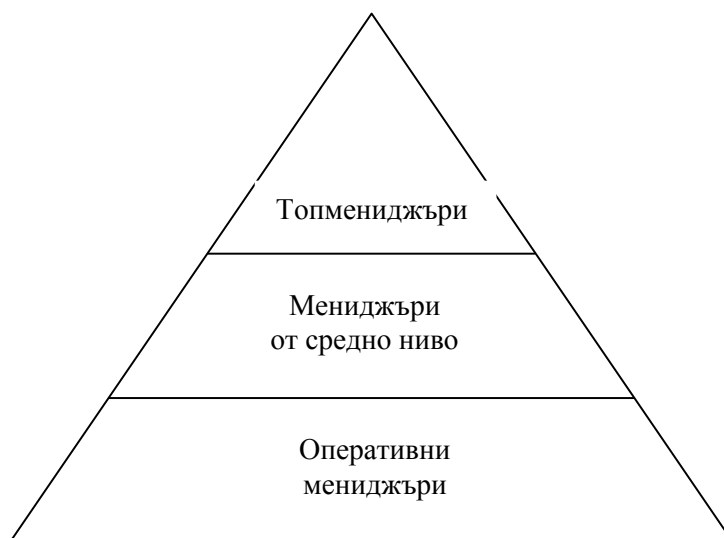 Топмениджъри
Мениджъри
от средно ниво
Оперативни
мениджъри